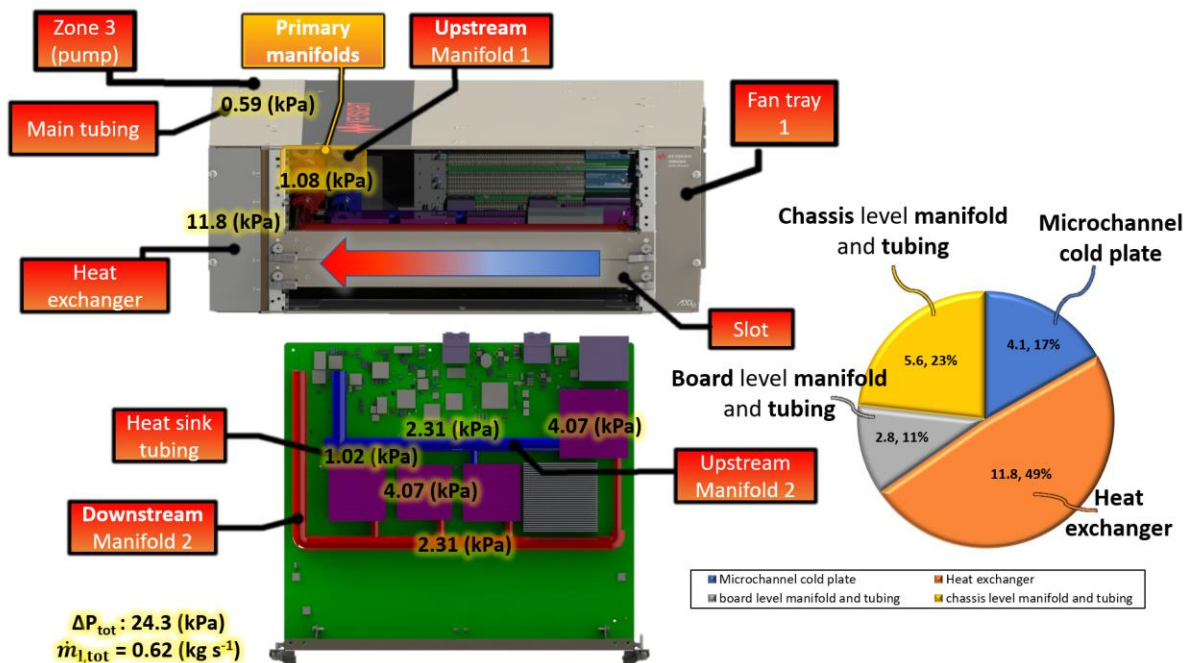 Zone 3
(pump)
Primary
manifolds
Upstream
Manifold 1
Main tubing
0.59 (kPa)
Fan tray
1
1.08 (kPa)
11.8 (kPa)
Heat
exchanger
Slot
Chassis level manifold
and tubing
Microchannel
cold plate
5.6, 23%
4.1, 17%
Board level manifold
and tubing
2.8, 11%
11.8, 49%
Heat
exchanger
Heat sink
tubing
2.31 (kPa)
4.07 (kPa)
1.02 (kPa)
4.07 (kPa)
Upstream
Manifold 2
Downstream
Manifold 2
2.31 (kPa)
Microchannel cold plate
Heat exchanger
board level manifold and tubing
chassis level manifold and tubing
ΔP_tot : 24.3 (kPa)
ṁ_l,tot = 0.62 (kg s⁻¹)